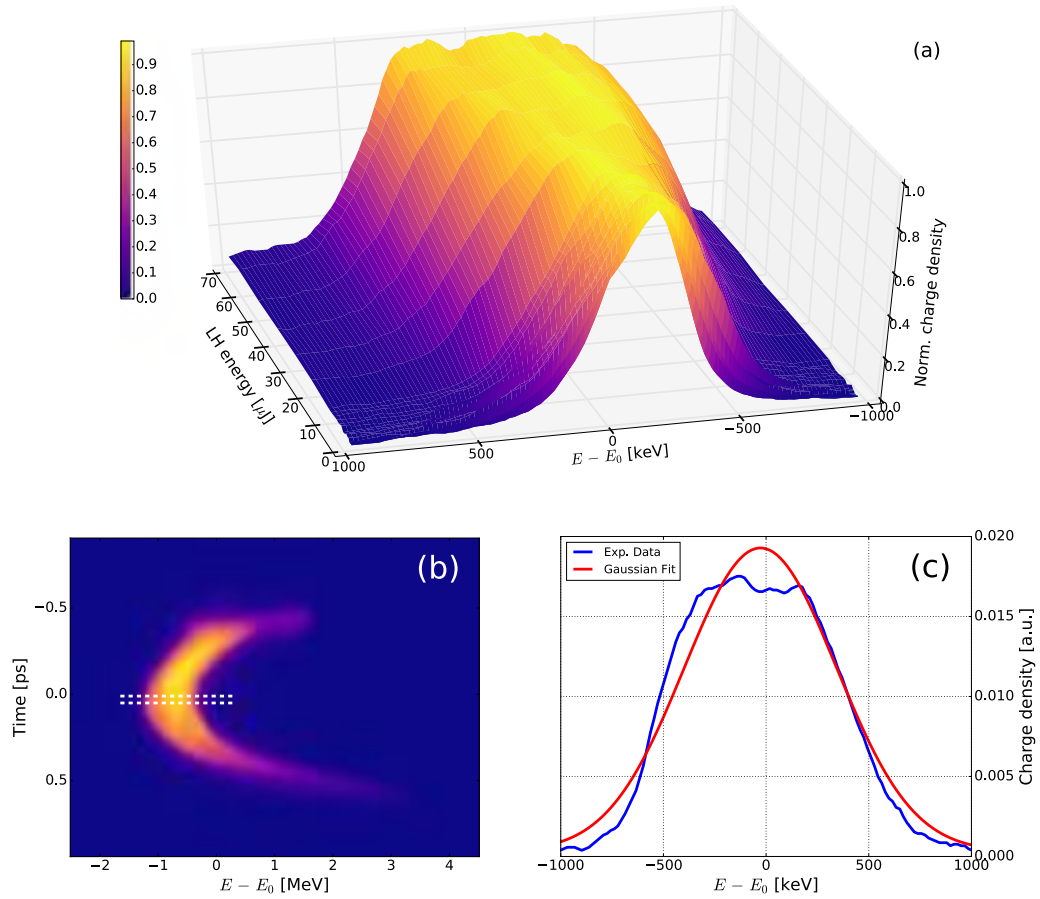 (a)
0.9
0.8
0.7
0.6
0.5
0.4
0.3
0.2
0.1
0.0
1.0
0.8
0.6
0.4
0.2
0.0
Norm. charge density
70
60
50
40
30
20
10
0
LH energy [μJ]
1000
500
0
−500
−1000
E − E₀ [keV]
(b)
−0.5
0.0
0.5
Time [ps]
−2 −1 0 1 2 3 4
E − E₀ [MeV]
Exp. Data
Gaussian Fit
(c)
0.020
0.015
0.010
0.005
0.000
Charge density [a.u.]
−1000 −500 0 500 1000
E − E₀ [keV]